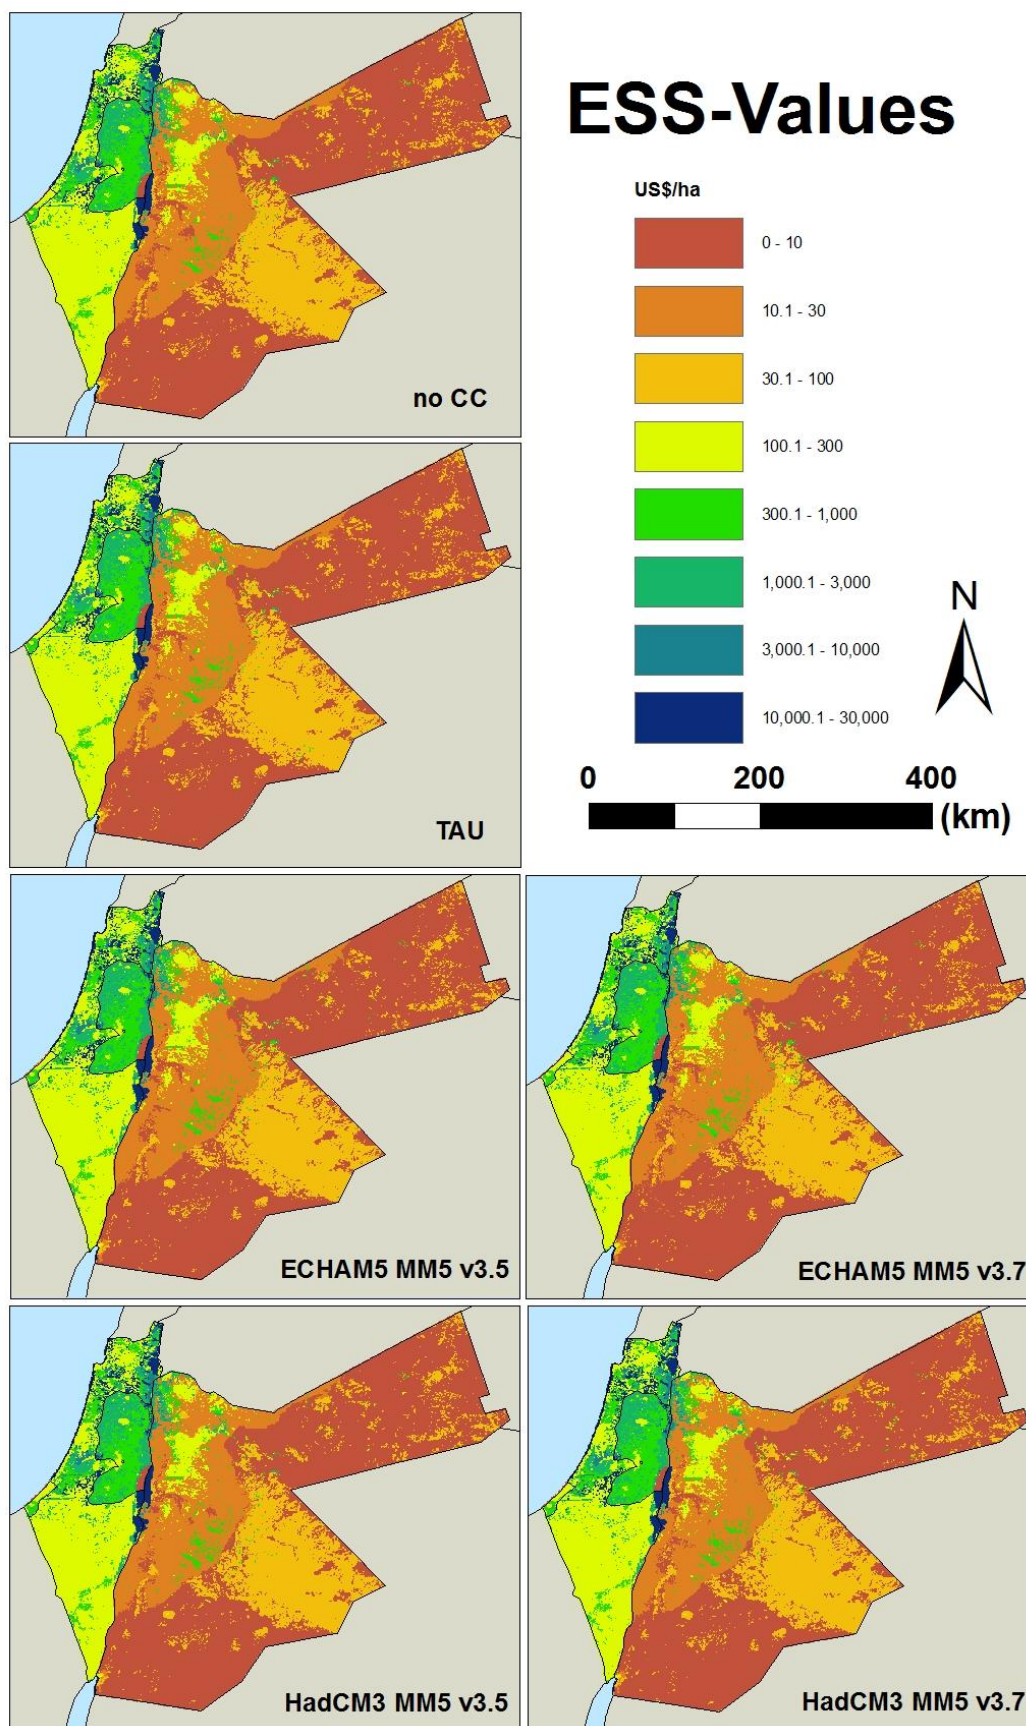 ESS-Values
US$/ha
0 - 10
10.1 - 30
30.1 - 100
100.1 - 300
300.1 - 1,000
1,000.1 - 3,000
3,000.1 - 10,000
10,000.1 - 30,000
N
0 200 400
(km)
no CC
TAU
ECHAM5 MM5 v3.5
ECHAM5 MM5 v3.7
HadCM3 MM5 v3.5
HadCM3 MM5 v3.7